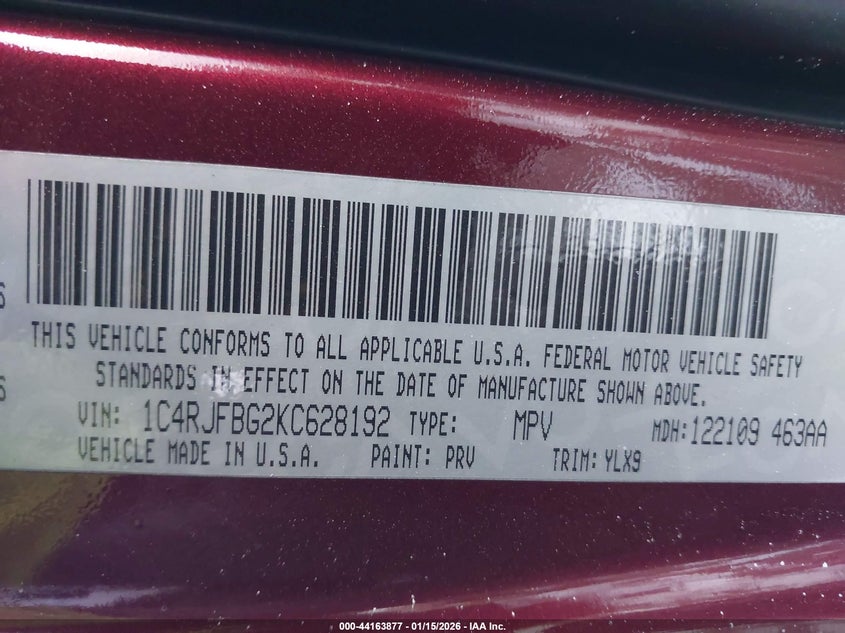 THIS VEHICLE CONFORMS TO ALL APPLICABLE U.S.A. FEDERAL MOTOR VEHICLE SAFETY
STANDARDS IN EFFECT ON THE DATE OF MANUFACTURE SHOWN ABOVE.
VIN: 1C4RJFBG2KC628192 TYPE: MPV MDH:122109 463AA
VEHICLE MADE IN U.S.A. PAINT: PRV TRIM: YLX9
000-44163877 - 01/15/2026 - IAA Inc.